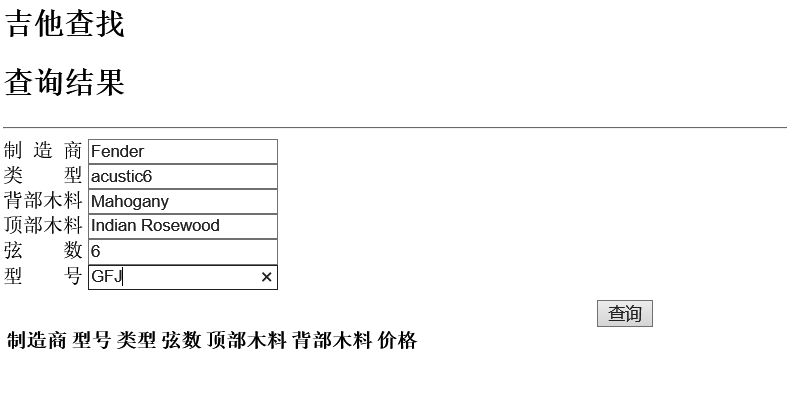 吉他查找
查询结果
制 造 商 Fender
类 型 acustic6
背部木料 Mahogany
顶部木料 Indian Rosewood
弦 数 6
型 号 GFJ ×
查询
制造商 型号 类型 弦数 顶部木料 背部木料 价格